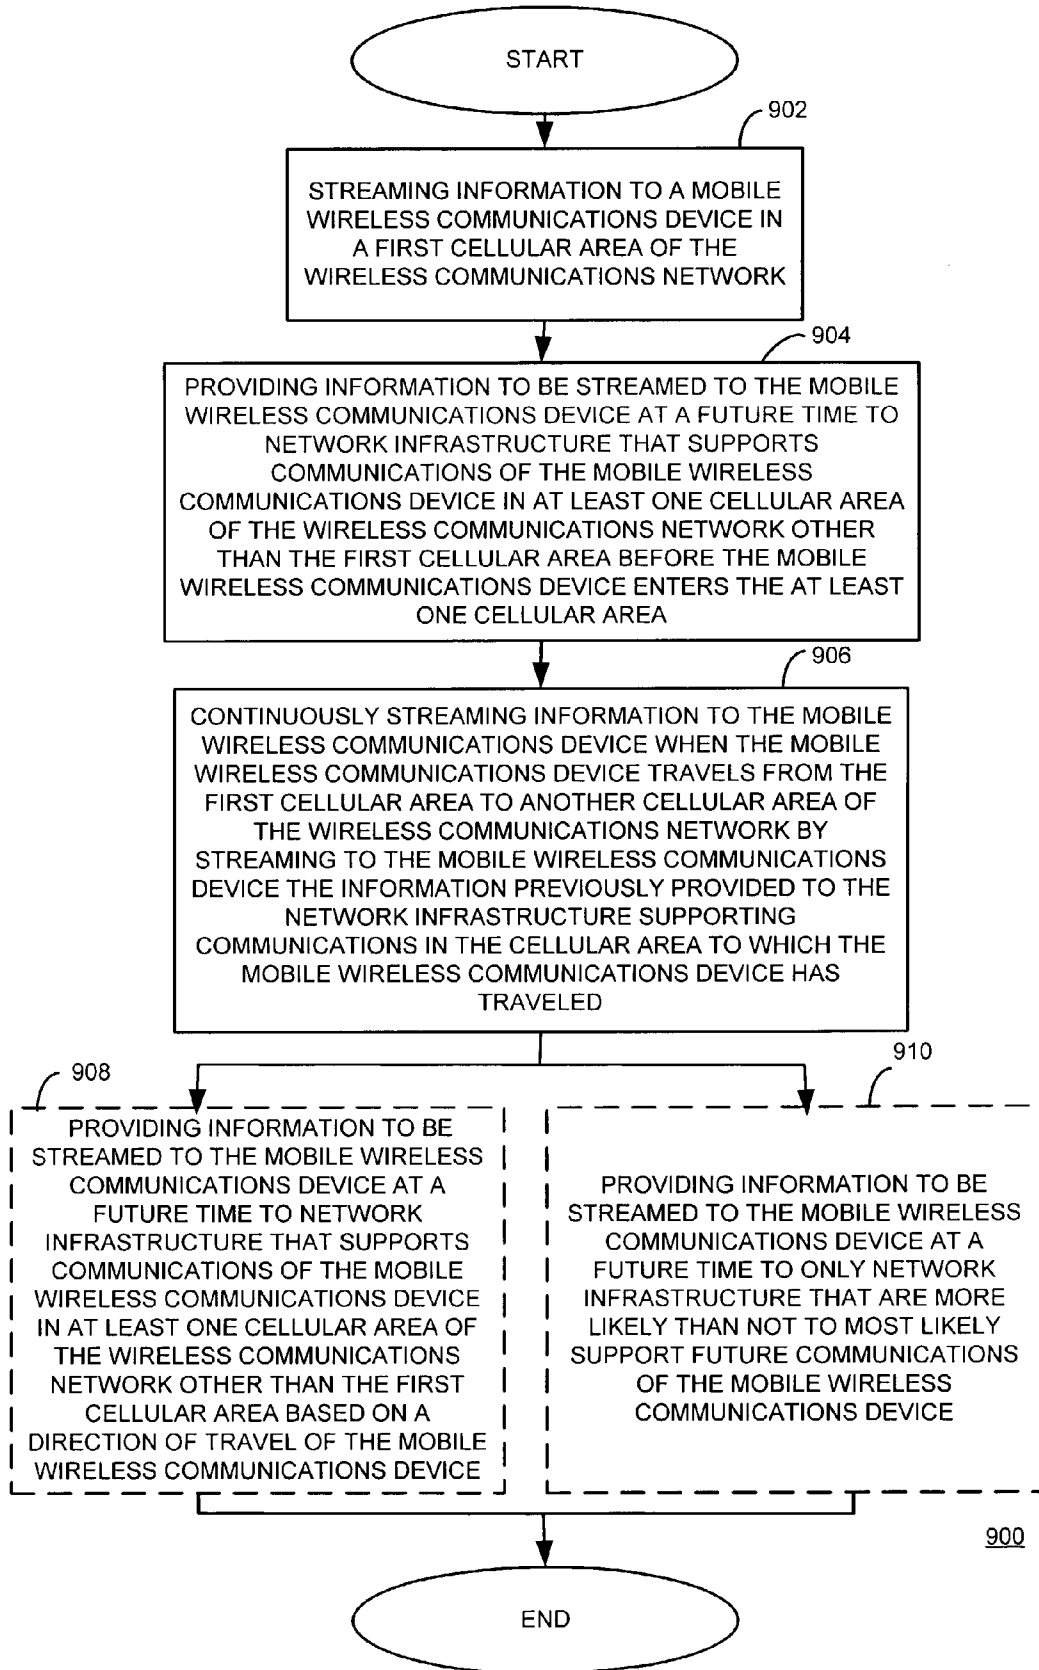 START
902
STREAMING INFORMATION TO A MOBILE
WIRELESS COMMUNICATIONS DEVICE IN
A FIRST CELLULAR AREA OF THE
WIRELESS COMMUNICATIONS NETWORK
904
PROVIDING INFORMATION TO BE STREAMED TO THE MOBILE
WIRELESS COMMUNICATIONS DEVICE AT A FUTURE TIME TO
NETWORK INFRASTRUCTURE THAT SUPPORTS
COMMUNICATIONS OF THE MOBILE WIRELESS
COMMUNICATIONS DEVICE IN AT LEAST ONE CELLULAR AREA
OF THE WIRELESS COMMUNICATIONS NETWORK OTHER
THAN THE FIRST CELLULAR AREA BEFORE THE MOBILE
WIRELESS COMMUNICATIONS DEVICE ENTERS THE AT LEAST
ONE CELLULAR AREA
906
CONTINUOUSLY STREAMING INFORMATION TO THE MOBILE
WIRELESS COMMUNICATIONS DEVICE WHEN THE MOBILE
WIRELESS COMMUNICATIONS DEVICE TRAVELS FROM THE
FIRST CELLULAR AREA TO ANOTHER CELLULAR AREA OF
THE WIRELESS COMMUNICATIONS NETWORK BY
STREAMING TO THE MOBILE WIRELESS COMMUNICATIONS
DEVICE THE INFORMATION PREVIOUSLY PROVIDED TO THE
NETWORK INFRASTRUCTURE SUPPORTING
COMMUNICATIONS IN THE CELLULAR AREA TO WHICH THE
MOBILE WIRELESS COMMUNICATIONS DEVICE HAS
TRAVELED
908
PROVIDING INFORMATION TO BE
STREAMED TO THE MOBILE WIRELESS
COMMUNICATIONS DEVICE AT A
FUTURE TIME TO NETWORK
INFRASTRUCTURE THAT SUPPORTS
COMMUNICATIONS OF THE MOBILE
WIRELESS COMMUNICATIONS DEVICE
IN AT LEAST ONE CELLULAR AREA OF
THE WIRELESS COMMUNICATIONS
NETWORK OTHER THAN THE FIRST
CELLULAR AREA BASED ON A
DIRECTION OF TRAVEL OF THE MOBILE
WIRELESS COMMUNICATIONS DEVICE
910
PROVIDING INFORMATION TO BE
STREAMED TO THE MOBILE WIRELESS
COMMUNICATIONS DEVICE AT A
FUTURE TIME TO ONLY NETWORK
INFRASTRUCTURE THAT ARE MORE
LIKELY THAN NOT TO MOST LIKELY
SUPPORT FUTURE COMMUNICATIONS
OF THE MOBILE WIRELESS
COMMUNICATIONS DEVICE
900
END